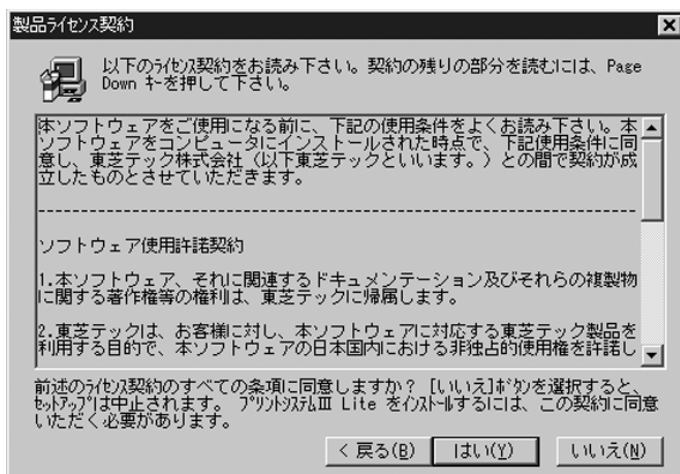 製品ライセンス契約
以下のライセンス契約をお読み下さい。契約の残りの部分を読むには、Page
Down キーを押して下さい。
本ソフトウェアをご使用になる前に、下記の使用条件をよくお読み下さい。本
ソフトウェアをコンピュータにインストールされた時点で、下記使用条件に同
意し、東芝テック株式会社（以下東芝テックといいます。）との間で契約が成
立したものとさせていただきます。
--------------------------------------------------------------
ソフトウェア使用許諾契約
1.本ソフトウェア、それに関連するドキュメンテーション及びそれらの複製物
に関する著作権等の権利は、東芝テックに帰属します。
2.東芝テックは、お客様に対し、本ソフトウェアに対応する東芝テック製品を
利用する目的で、本ソフトウェアの日本国内における非独占的使用権を許諾し
前述のライセンス契約のすべての条項に同意しますか？ [いいえ]ボタンを選択すると、
セットアップは中止されます。 プリントシステムⅢ Lite をインストールするには、この契約に同意
いただく必要があります。
< 戻る(B) はい(Y) いいえ(N)